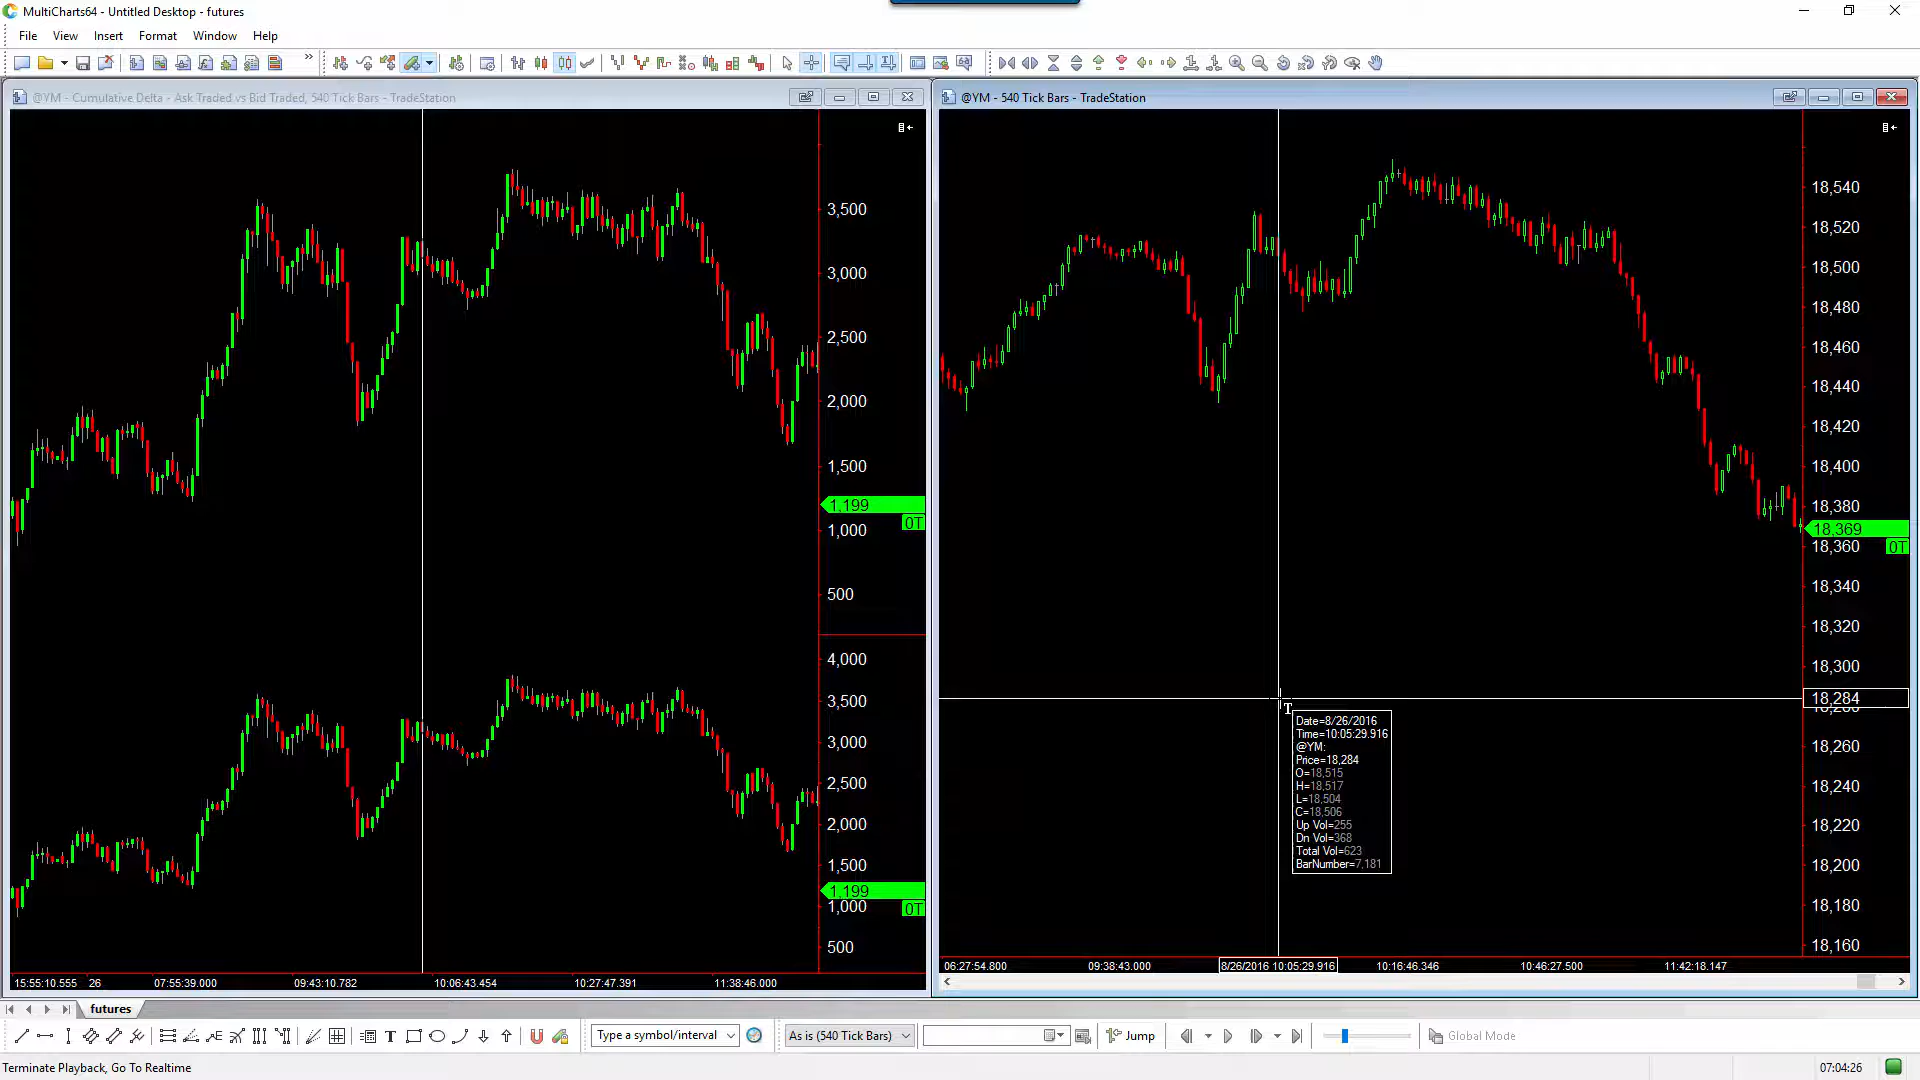 MultiCharts64 - Untitled Desktop - futures
File View Insert Format Window Help
@YM - Cumulative Delta - Ask Traded vs Bid Traded, 540 Tick Bars - TradeStation
3,500
3,000
2,500
2,000
1,500
1,199
0T
1,000
500
4,000
3,500
3,000
2,500
2,000
1,500
1,199
1,000
0T
500
15:55:10.555 26 07:55:39.000 09:43:10.782 10:06:43.454 10:27:47.391 11:38:46.000
@YM - 540 Tick Bars - TradeStation
18,540
18,520
18,500
18,480
18,460
18,440
18,420
18,400
18,380
18,369
18,360
0T
18,340
18,320
18,300
18,284
18,260
18,240
18,220
18,200
18,180
18,160
T
Date=8/26/2016
Time=10:05:29.916
@YM:
Price=18,284
O=18,515
H=18,517
L=18,504
C=18,506
Up Vol=255
Dn Vol=368
Total Vol=623
BarNumber=7,181
06:27:54.800 09:38:43.000 8/26/2016 10:05:29.916 10:16:46.346 10:46:27.500 11:42:18.147
futures
T Type a symbol/interval As is (540 Tick Bars) Jump Global Mode
Terminate Playback, Go To Realtime 07:04:26